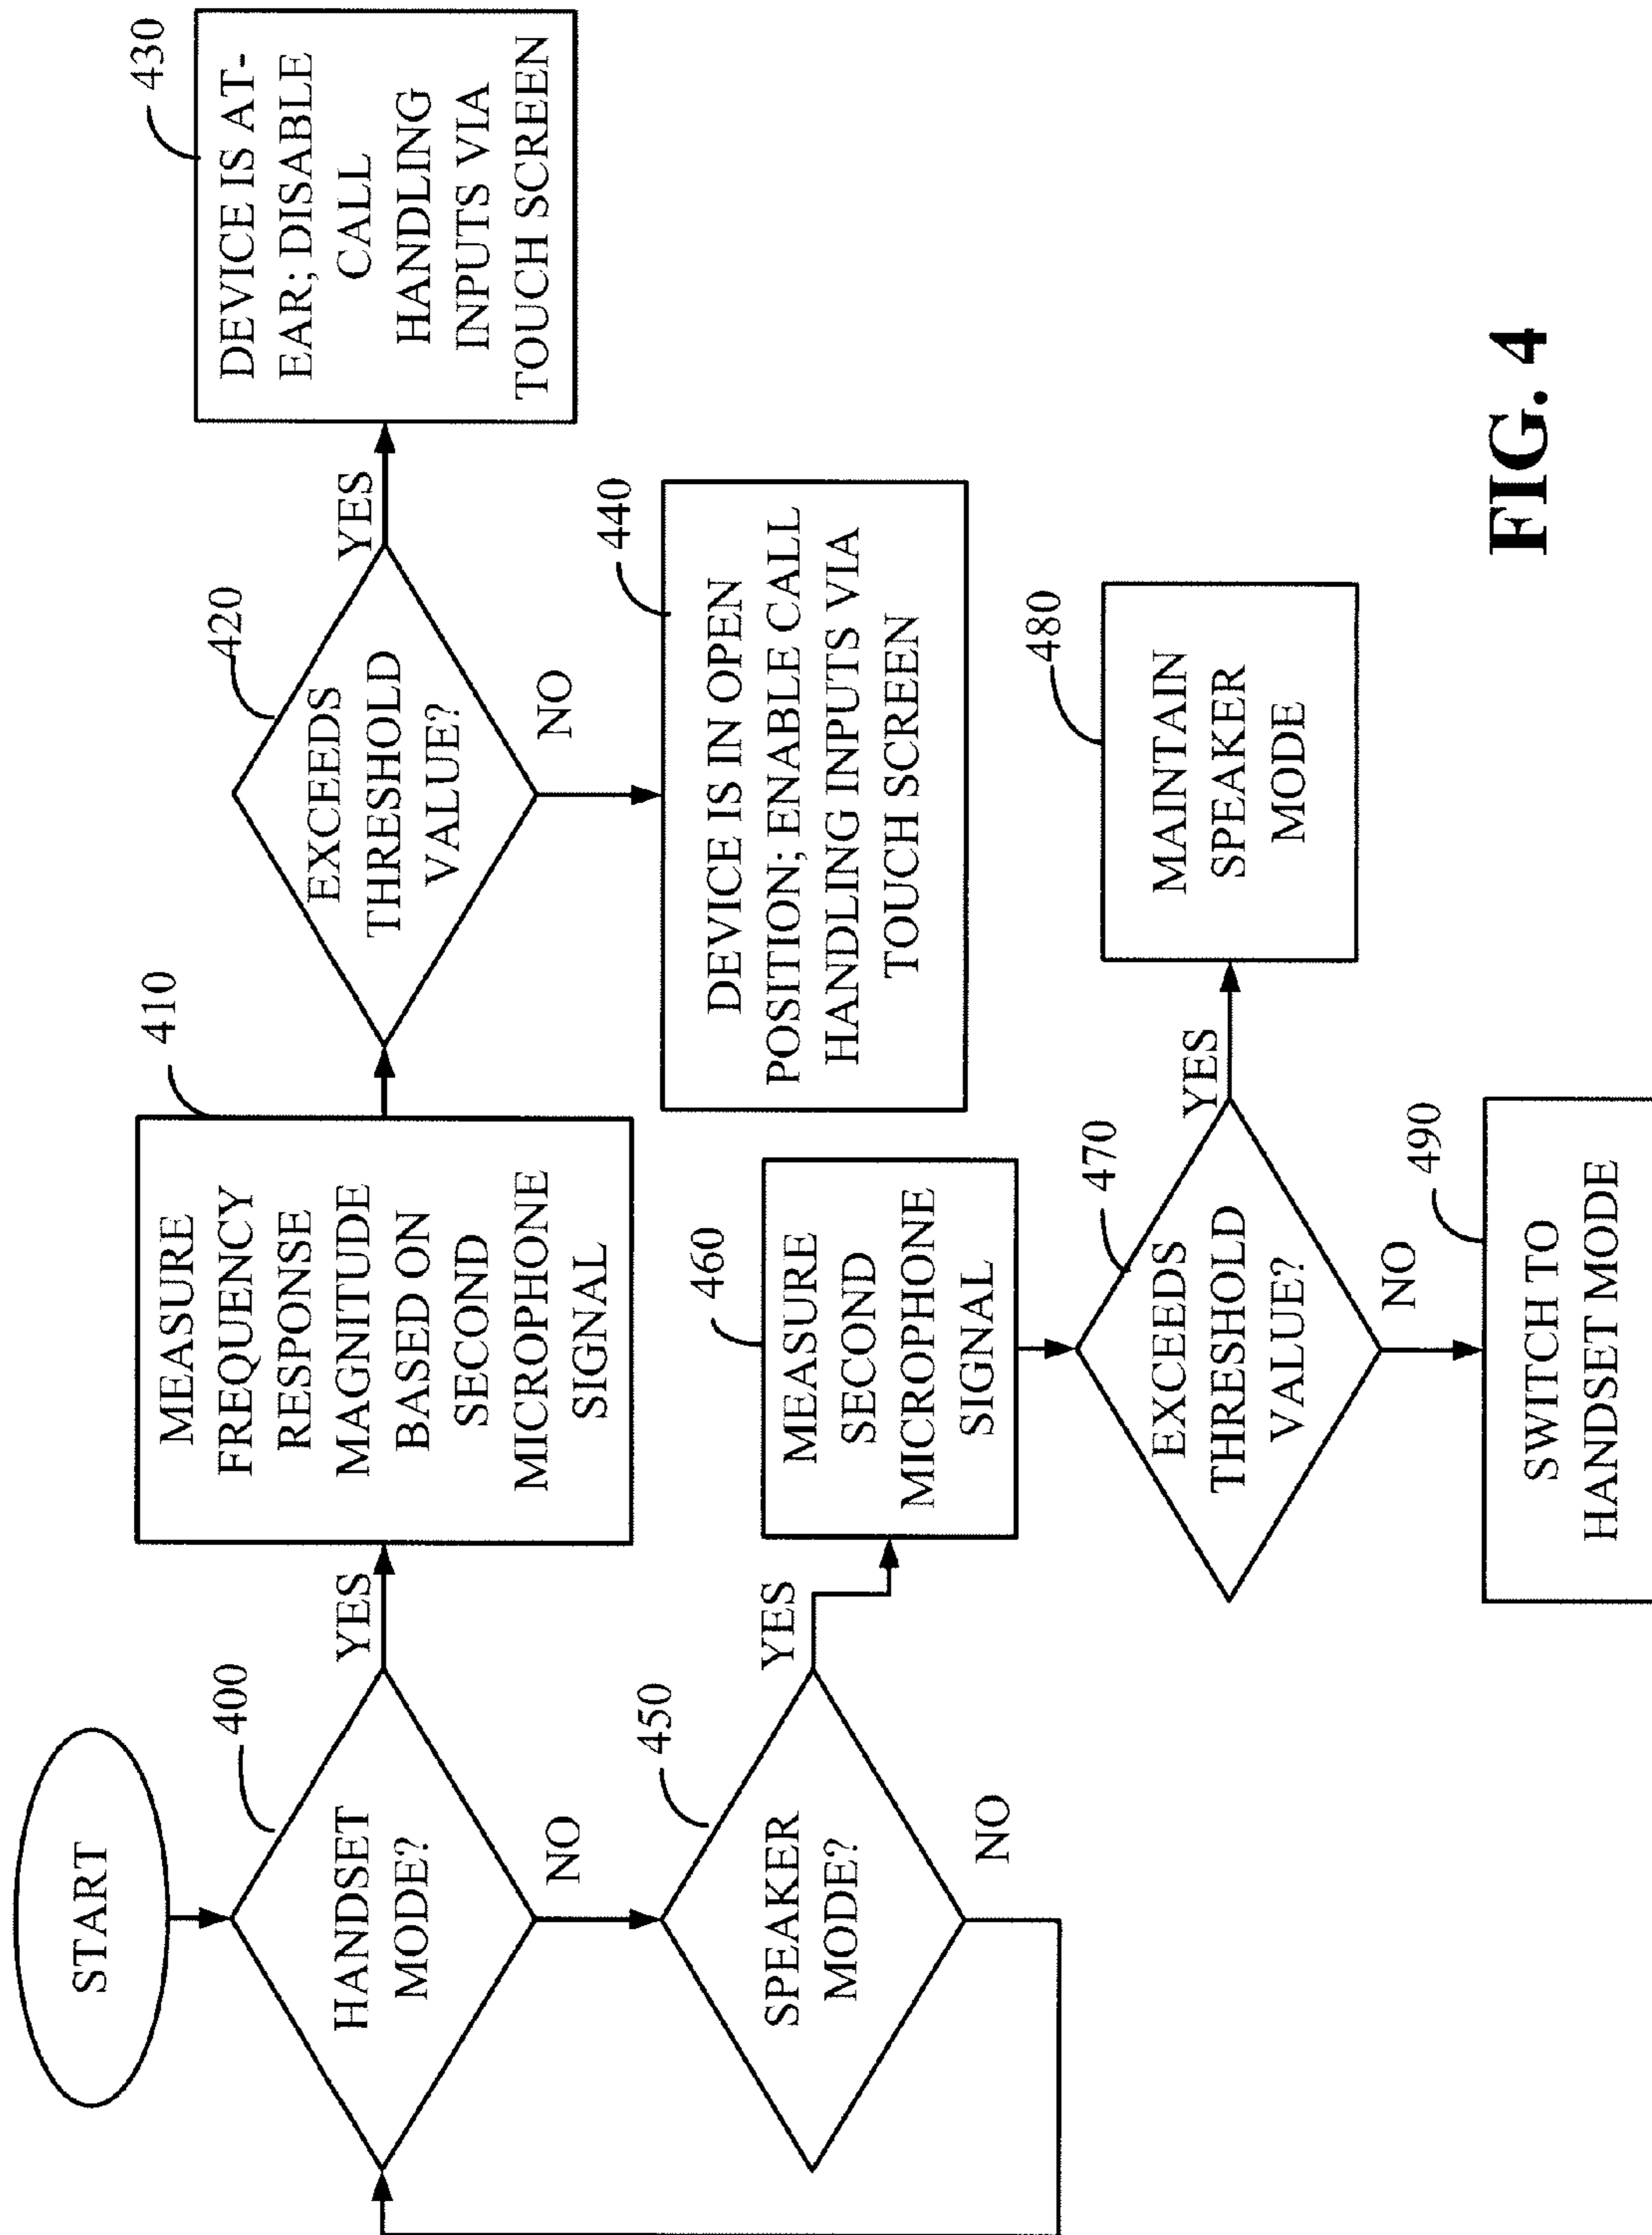 START
400
HANDSET
MODE?
YES
NO
410
MEASURE
FREQUENCY
RESPONSE
MAGNITUDE
BASED ON
SECOND
MICROPHONE
SIGNAL
420
EXCEEDS
THRESHOLD
VALUE?
YES
NO
430
DEVICE IS AT-
EAR; DISABLE
CALL
HANDLING
INPUTS VIA
TOUCH SCREEN
440
DEVICE IS IN OPEN
POSITION; ENABLE CALL
HANDLING INPUTS VIA
TOUCH SCREEN
450
SPEAKER
MODE?
YES
NO
460
MEASURE
SECOND
MICROPHONE
SIGNAL
470
EXCEEDS
THRESHOLD
VALUE?
YES
NO
480
MAINTAIN
SPEAKER
MODE
490
SWITCH TO
HANDSET MODE
FIG. 4